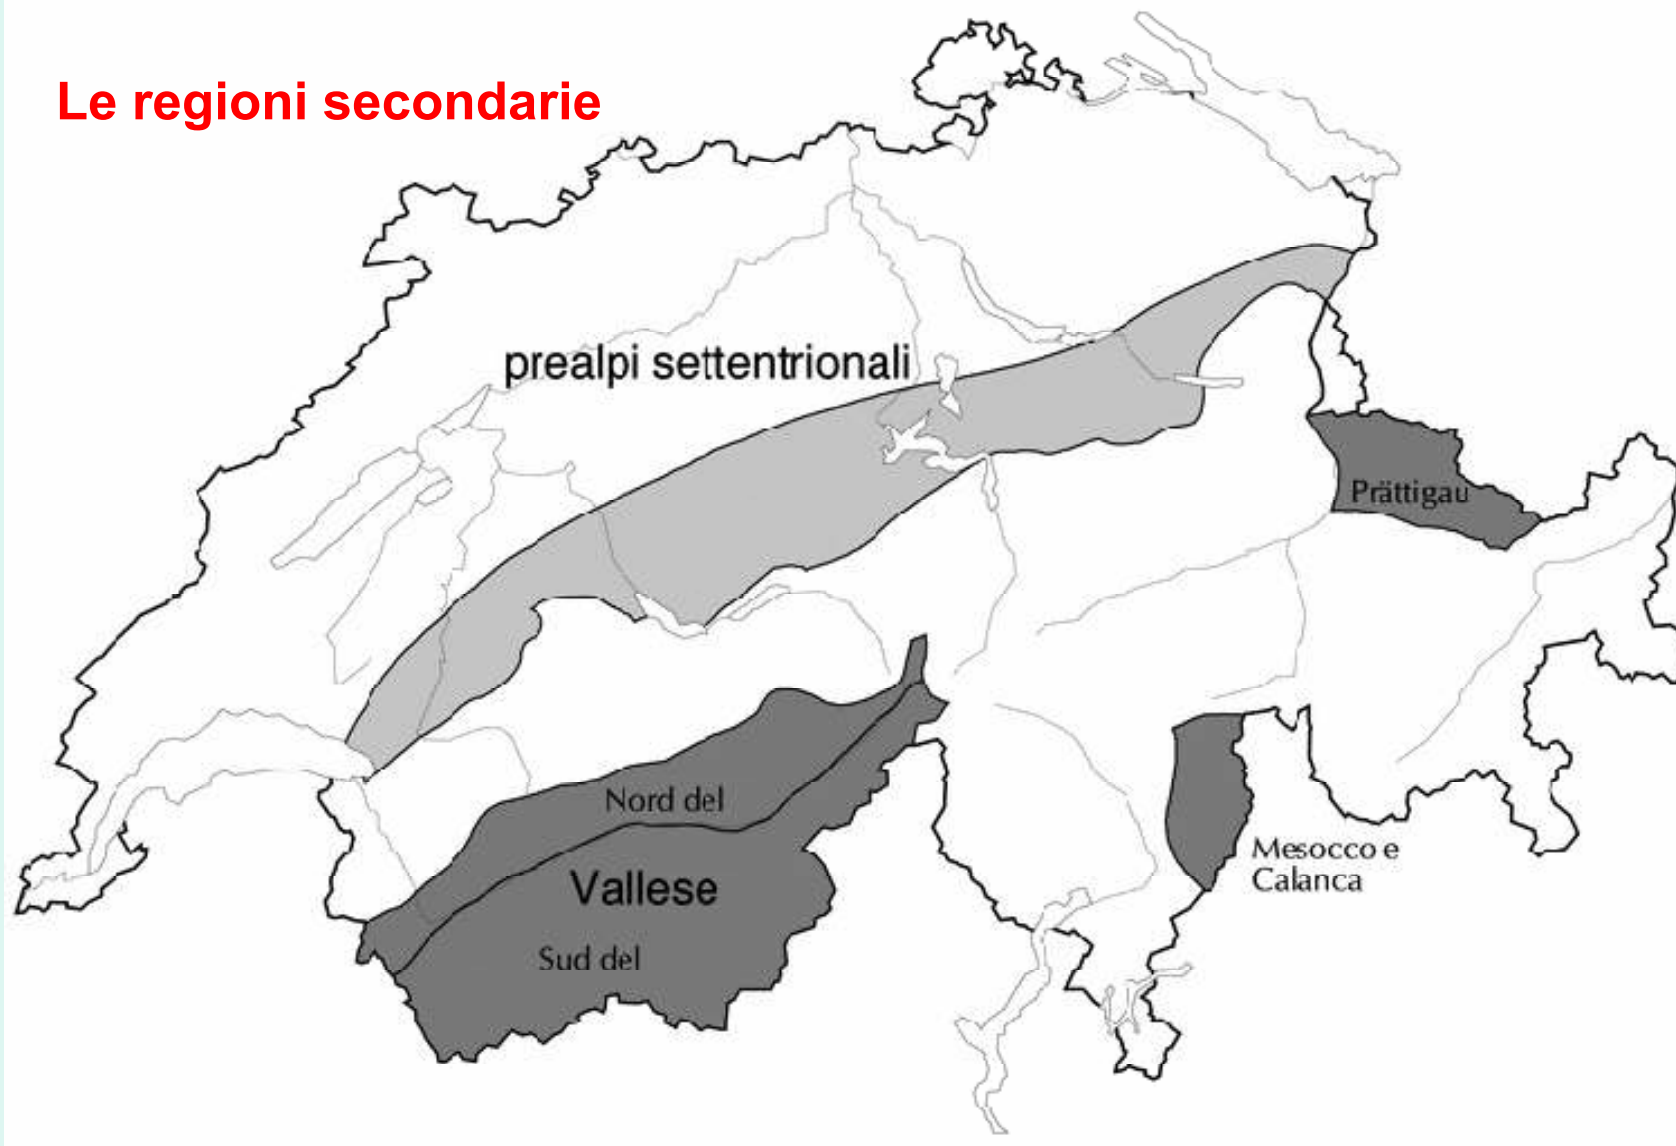 Le regioni secondarie
prealpi settentrionali
Prättigau
Nord del
Vallese
Sud del
Mesocco e
Calanca